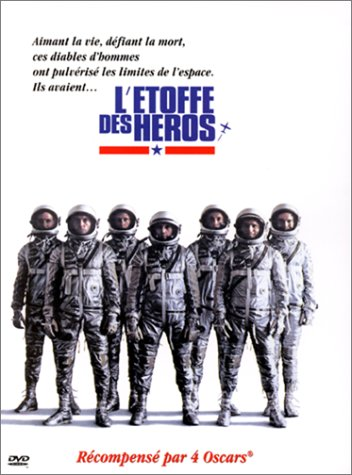 Aimant la vie, défiant la mort,
ces diables d'hommes
ont pulvérisé les limites de l'espace.
Ils avaient...
L'ETOFFE
DES HEROS
DVD
Récompensé par 4 Oscars®